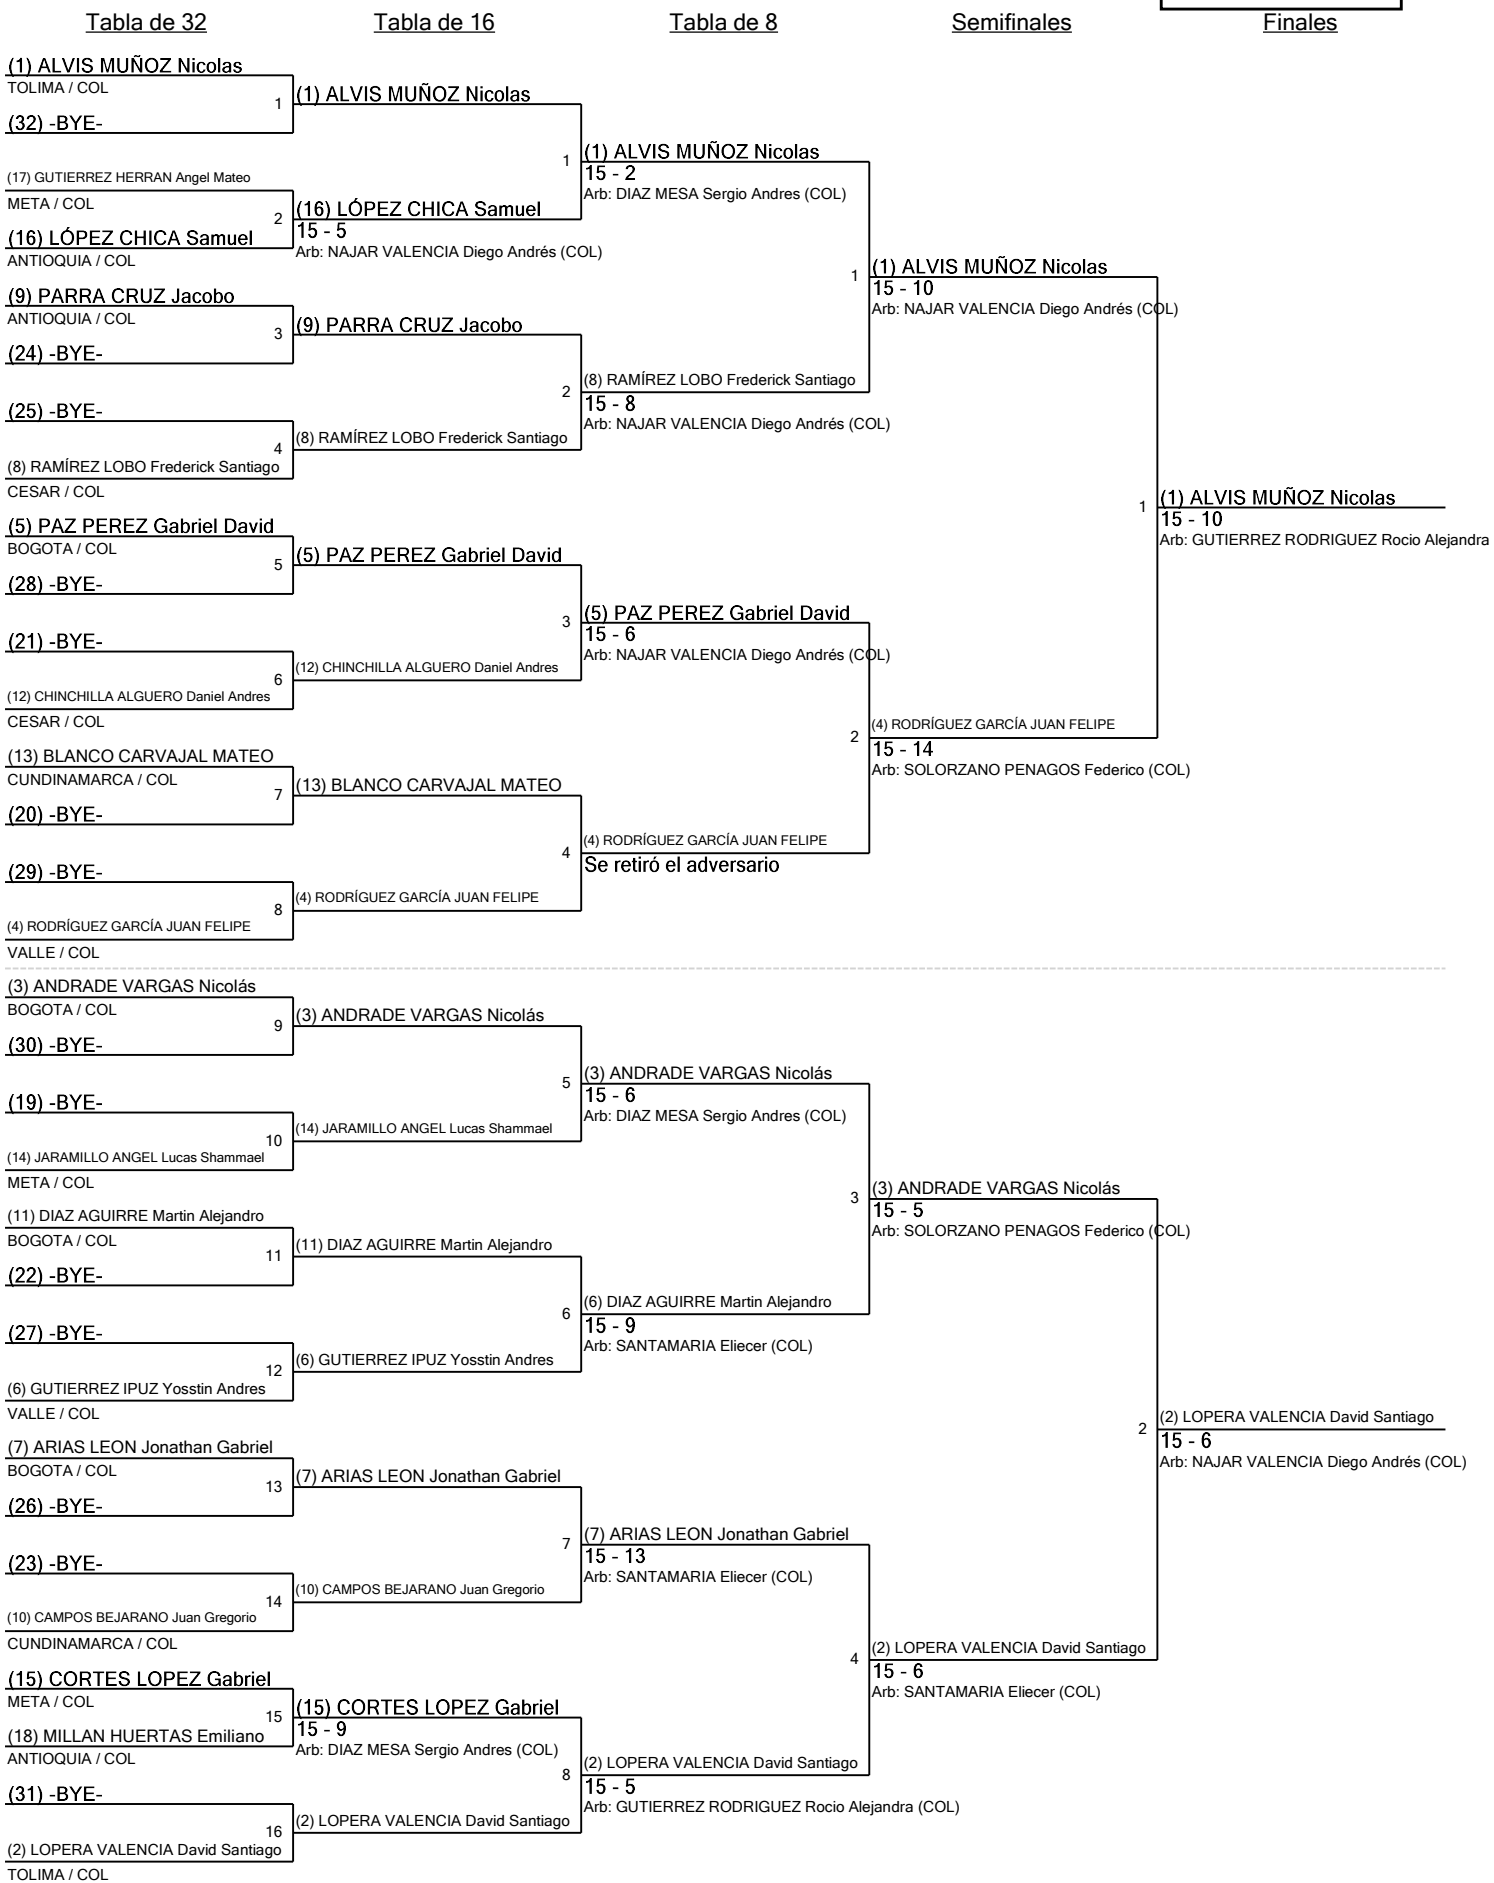 Tabla de 32
Tabla de 16
Tabla de 8
Semifinales
Finales
(1) ALVIS MUÑOZ Nicolas
TOLIMA / COL
1
(32) -BYE-
(17) GUTIERREZ HERRAN Angel Mateo
META / COL
2
(16) LÓPEZ CHICA Samuel
ANTIOQUIA / COL
(9) PARRA CRUZ Jacobo
ANTIOQUIA / COL
3
(24) -BYE-
(25) -BYE-
4
(8) RAMÍREZ LOBO Frederick Santiago
CESAR / COL
(5) PAZ PEREZ Gabriel David
BOGOTA / COL
5
(28) -BYE-
(21) -BYE-
6
(12) CHINCHILLA ALGUERO Daniel Andres
CESAR / COL
(13) BLANCO CARVAJAL MATEO
CUNDINAMARCA / COL
7
(20) -BYE-
(29) -BYE-
8
(4) RODRÍGUEZ GARCÍA JUAN FELIPE
VALLE / COL
(3) ANDRADE VARGAS Nicolás
BOGOTA / COL
9
(30) -BYE-
(19) -BYE-
10
(14) JARAMILLO ANGEL Lucas Shammael
META / COL
(11) DIAZ AGUIRRE Martin Alejandro
BOGOTA / COL
11
(22) -BYE-
(27) -BYE-
12
(6) GUTIERREZ IPUZ Yosstin Andres
VALLE / COL
(7) ARIAS LEON Jonathan Gabriel
BOGOTA / COL
13
(26) -BYE-
(23) -BYE-
14
(10) CAMPOS BEJARANO Juan Gregorio
CUNDINAMARCA / COL
(15) CORTES LOPEZ Gabriel
META / COL
15
(18) MILLAN HUERTAS Emiliano
ANTIOQUIA / COL
(31) -BYE-
16
(2) LOPERA VALENCIA David Santiago
TOLIMA / COL
(1) ALVIS MUÑOZ Nicolas
1
(16) LÓPEZ CHICA Samuel
15 - 5
Arb: NAJAR VALENCIA Diego Andrés (COL)
(9) PARRA CRUZ Jacobo
2
(8) RAMÍREZ LOBO Frederick Santiago
(5) PAZ PEREZ Gabriel David
3
(12) CHINCHILLA ALGUERO Daniel Andres
(13) BLANCO CARVAJAL MATEO
4
(4) RODRÍGUEZ GARCÍA JUAN FELIPE
(3) ANDRADE VARGAS Nicolás
5
(14) JARAMILLO ANGEL Lucas Shammael
(11) DIAZ AGUIRRE Martin Alejandro
6
(6) GUTIERREZ IPUZ Yosstin Andres
(7) ARIAS LEON Jonathan Gabriel
7
(10) CAMPOS BEJARANO Juan Gregorio
(15) CORTES LOPEZ Gabriel
15 - 9
Arb: DIAZ MESA Sergio Andres (COL)
8
(2) LOPERA VALENCIA David Santiago
(1) ALVIS MUÑOZ Nicolas
15 - 2
Arb: DIAZ MESA Sergio Andres (COL)
1
(8) RAMÍREZ LOBO Frederick Santiago
15 - 8
Arb: NAJAR VALENCIA Diego Andrés (COL)
(5) PAZ PEREZ Gabriel David
15 - 6
Arb: NAJAR VALENCIA Diego Andrés (COL)
2
(4) RODRÍGUEZ GARCÍA JUAN FELIPE
Se retiró el adversario
(3) ANDRADE VARGAS Nicolás
15 - 6
Arb: DIAZ MESA Sergio Andres (COL)
3
(6) DIAZ AGUIRRE Martin Alejandro
15 - 9
Arb: SANTAMARIA Eliecer (COL)
(7) ARIAS LEON Jonathan Gabriel
15 - 13
Arb: SANTAMARIA Eliecer (COL)
4
(2) LOPERA VALENCIA David Santiago
15 - 5
Arb: GUTIERREZ RODRIGUEZ Rocio Alejandra (COL)
(1) ALVIS MUÑOZ Nicolas
15 - 10
Arb: NAJAR VALENCIA Diego Andrés (COL)
1
(4) RODRÍGUEZ GARCÍA JUAN FELIPE
15 - 14
Arb: SOLORZANO PENAGOS Federico (COL)
(3) ANDRADE VARGAS Nicolás
15 - 5
Arb: SOLORZANO PENAGOS Federico (COL)
2
(2) LOPERA VALENCIA David Santiago
15 - 6
Arb: SANTAMARIA Eliecer (COL)
(1) ALVIS MUÑOZ Nicolas
15 - 10
Arb: GUTIERREZ RODRIGUEZ Rocio Alejandra
(2) LOPERA VALENCIA David Santiago
15 - 6
Arb: NAJAR VALENCIA Diego Andrés (COL)